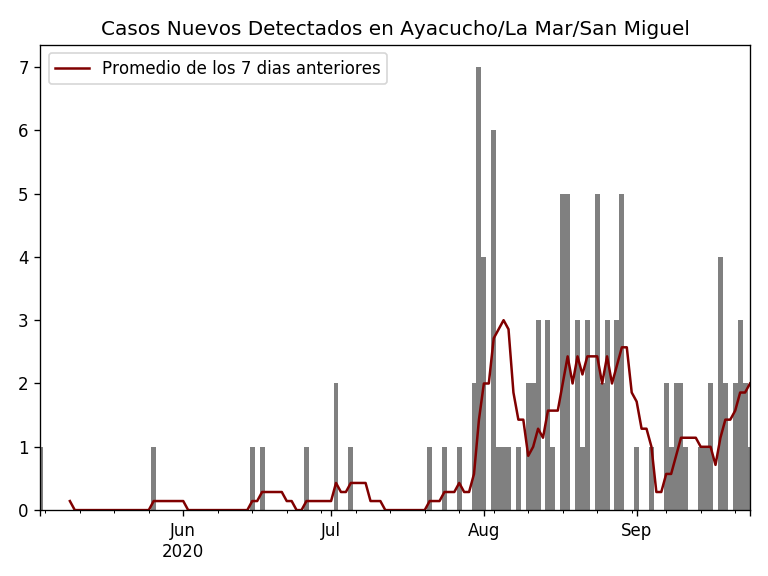 Casos Nuevos Detectados en Ayacucho/La Mar/San Miguel
Promedio de los 7 dias anteriores
7
6
5
4
3
2
1
0
Jun
2020
Jul
Aug
Sep